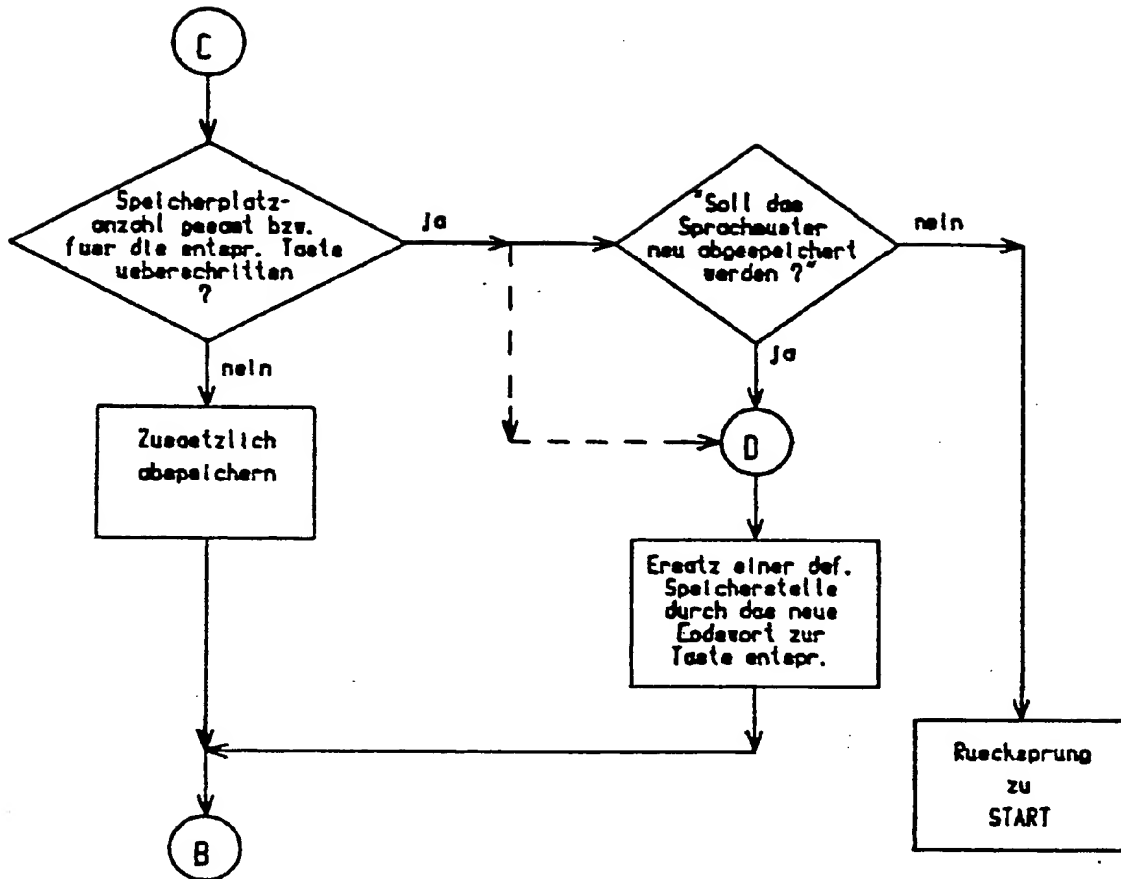 C
Speicherplatz-
anzahl gesamt bzw.
fuer die entspr. Taste
ueberschritten
?
ja
nein
"Soll das
Sprachmuster
neu abgespeichert
werden ?"
nein
ja
Zusaetzlich
abspeichern
D
Ersatz einer def.
Speicherstelle
durch das neue
Codewort zur
Taste entspr.
Ruecksprung
zu
START
B